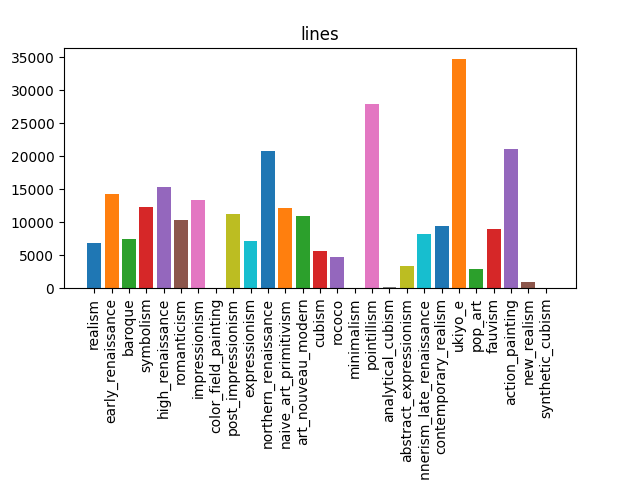 lines
35000
30000
25000
20000
15000
10000
5000
0
realism
early_renaissance
baroque
symbolism
high_renaissance
romanticism
impressionism
color_field_painting
post_impressionism
expressionism
northern_renaissance
naive_art_primitivism
art_nouveau_modern
cubism
rococo
minimalism
pointillism
analytical_cubism
abstract_expressionism
nnerism_late_renaissance
contemporary_realism
ukiyo_e
pop_art
fauvism
action_painting
new_realism
synthetic_cubism